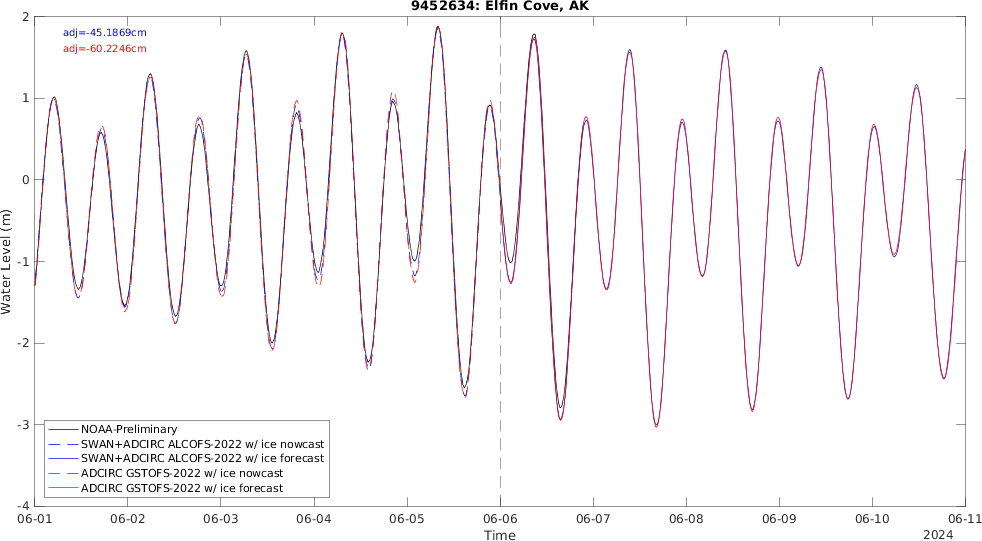 9452634: Elfin Cove, AK
adj=-45.1869cm
adj=-60.2246cm
2
1
0
-1
-2
-3
-4
Water Level (m)
NOAA-Preliminary
SWAN+ADCIRC ALCOFS-2022 w/ ice nowcast
SWAN+ADCIRC ALCOFS-2022 w/ ice forecast
ADCIRC GSTOFS-2022 w/ ice nowcast
ADCIRC GSTOFS-2022 w/ ice forecast
06-01 06-02 06-03 06-04 06-05 06-06 06-07 06-08 06-09 06-10 06-11
Time
2024